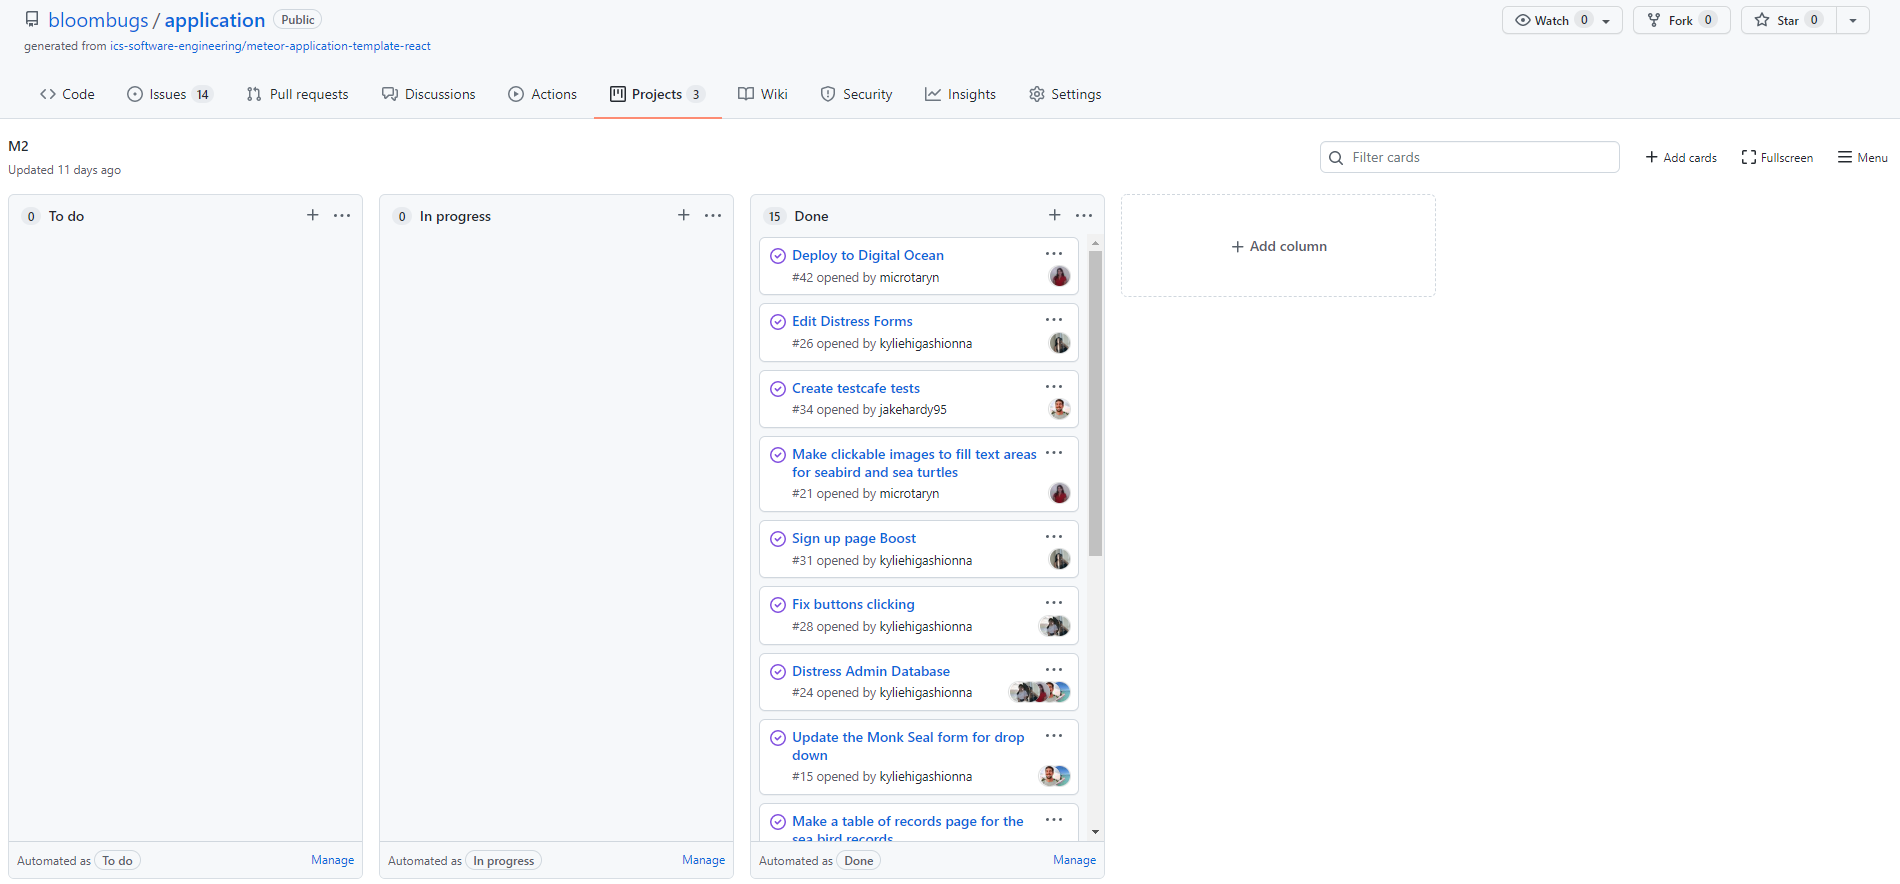 bloombugs / application Public
Watch 0 Fork 0 Star 0
generated from ics-software-engineering/meteor-application-template-react
Code Issues 14 Pull requests Discussions Actions Projects 3 Wiki Security Insights Settings
M2
Updated 11 days ago
Filter cards
+ Add cards Fullscreen Menu
0 To do + ...
0 In progress + ...
15 Done + ...
Deploy to Digital Ocean ...
#42 opened by microtaryn
Edit Distress Forms ...
#26 opened by kyliehigashionna
Create testcafe tests ...
#34 opened by jakehardy95
Make clickable images to fill text areas ...
for seabird and sea turtles
#21 opened by microtaryn
Sign up page Boost ...
#31 opened by kyliehigashionna
Fix buttons clicking ...
#28 opened by kyliehigashionna
Distress Admin Database ...
#24 opened by kyliehigashionna
Update the Monk Seal form for drop ...
down
#15 opened by kyliehigashionna
Make a table of records page for the ...
sea bird records
+ Add column
Automated as To do Manage
Automated as In progress Manage
Automated as Done Manage